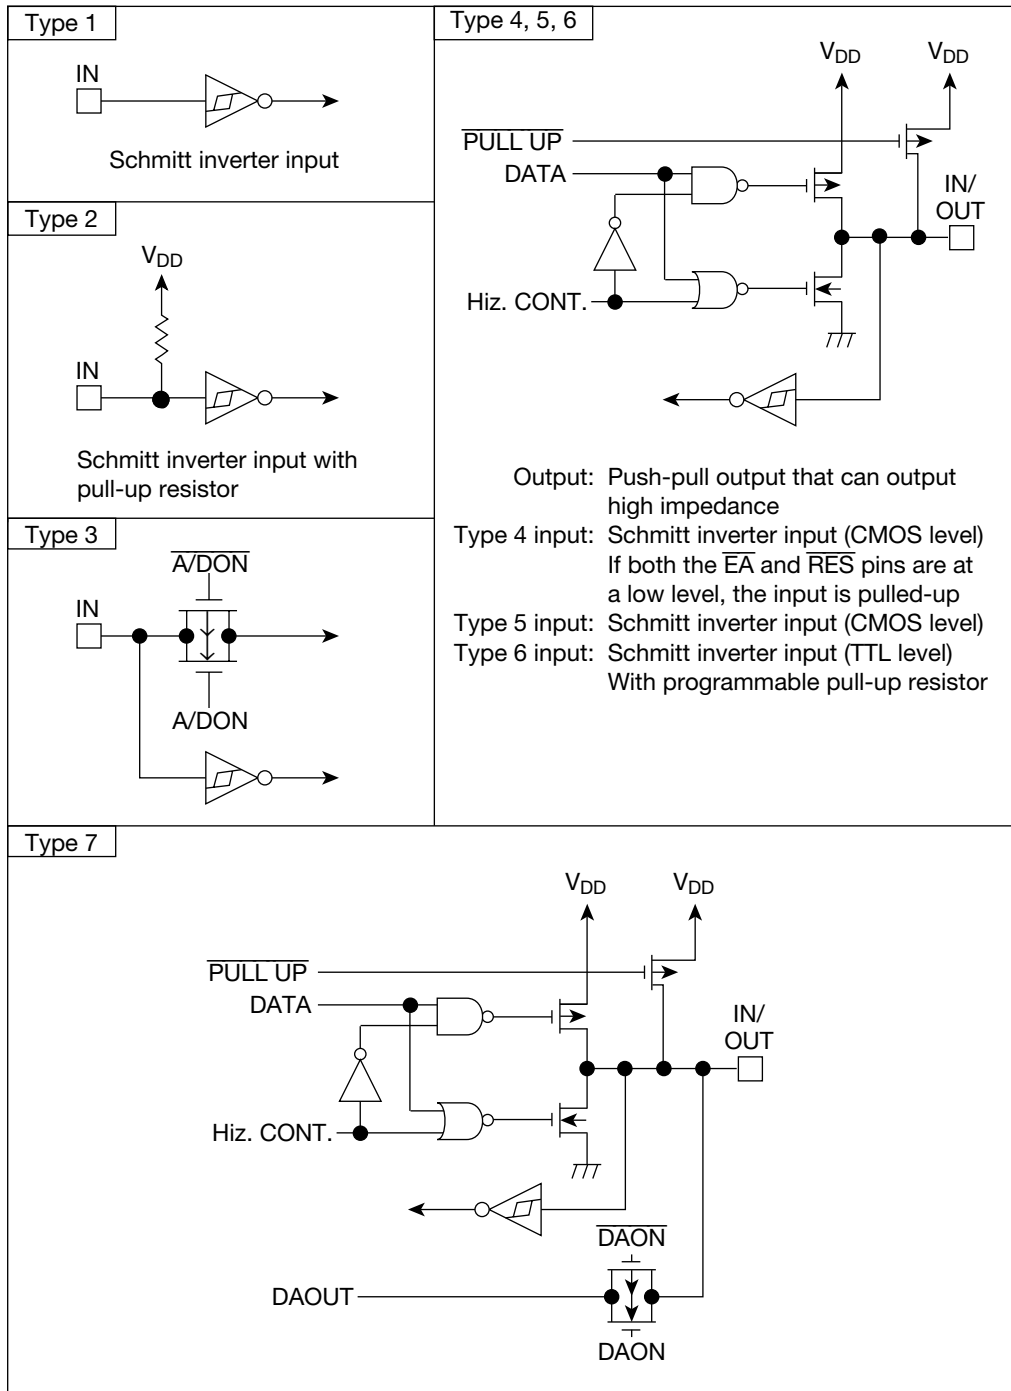 Type 1
IN
Schmitt inverter input
Type 2
VDD
IN
Schmitt inverter input with
pull-up resistor
Type 3
A/DON
IN
A/DON
Type 4, 5, 6
VDD
VDD
PULL UP
DATA
IN/
OUT
Hiz. CONT.
Output: Push-pull output that can output
high impedance
Type 4 input: Schmitt inverter input (CMOS level)
If both the EA and RES pins are at
a low level, the input is pulled-up
Type 5 input: Schmitt inverter input (CMOS level)
Type 6 input: Schmitt inverter input (TTL level)
With programmable pull-up resistor
Type 7
VDD
VDD
PULL UP
DATA
IN/
OUT
Hiz. CONT.
DAON
DAOUT
DAON